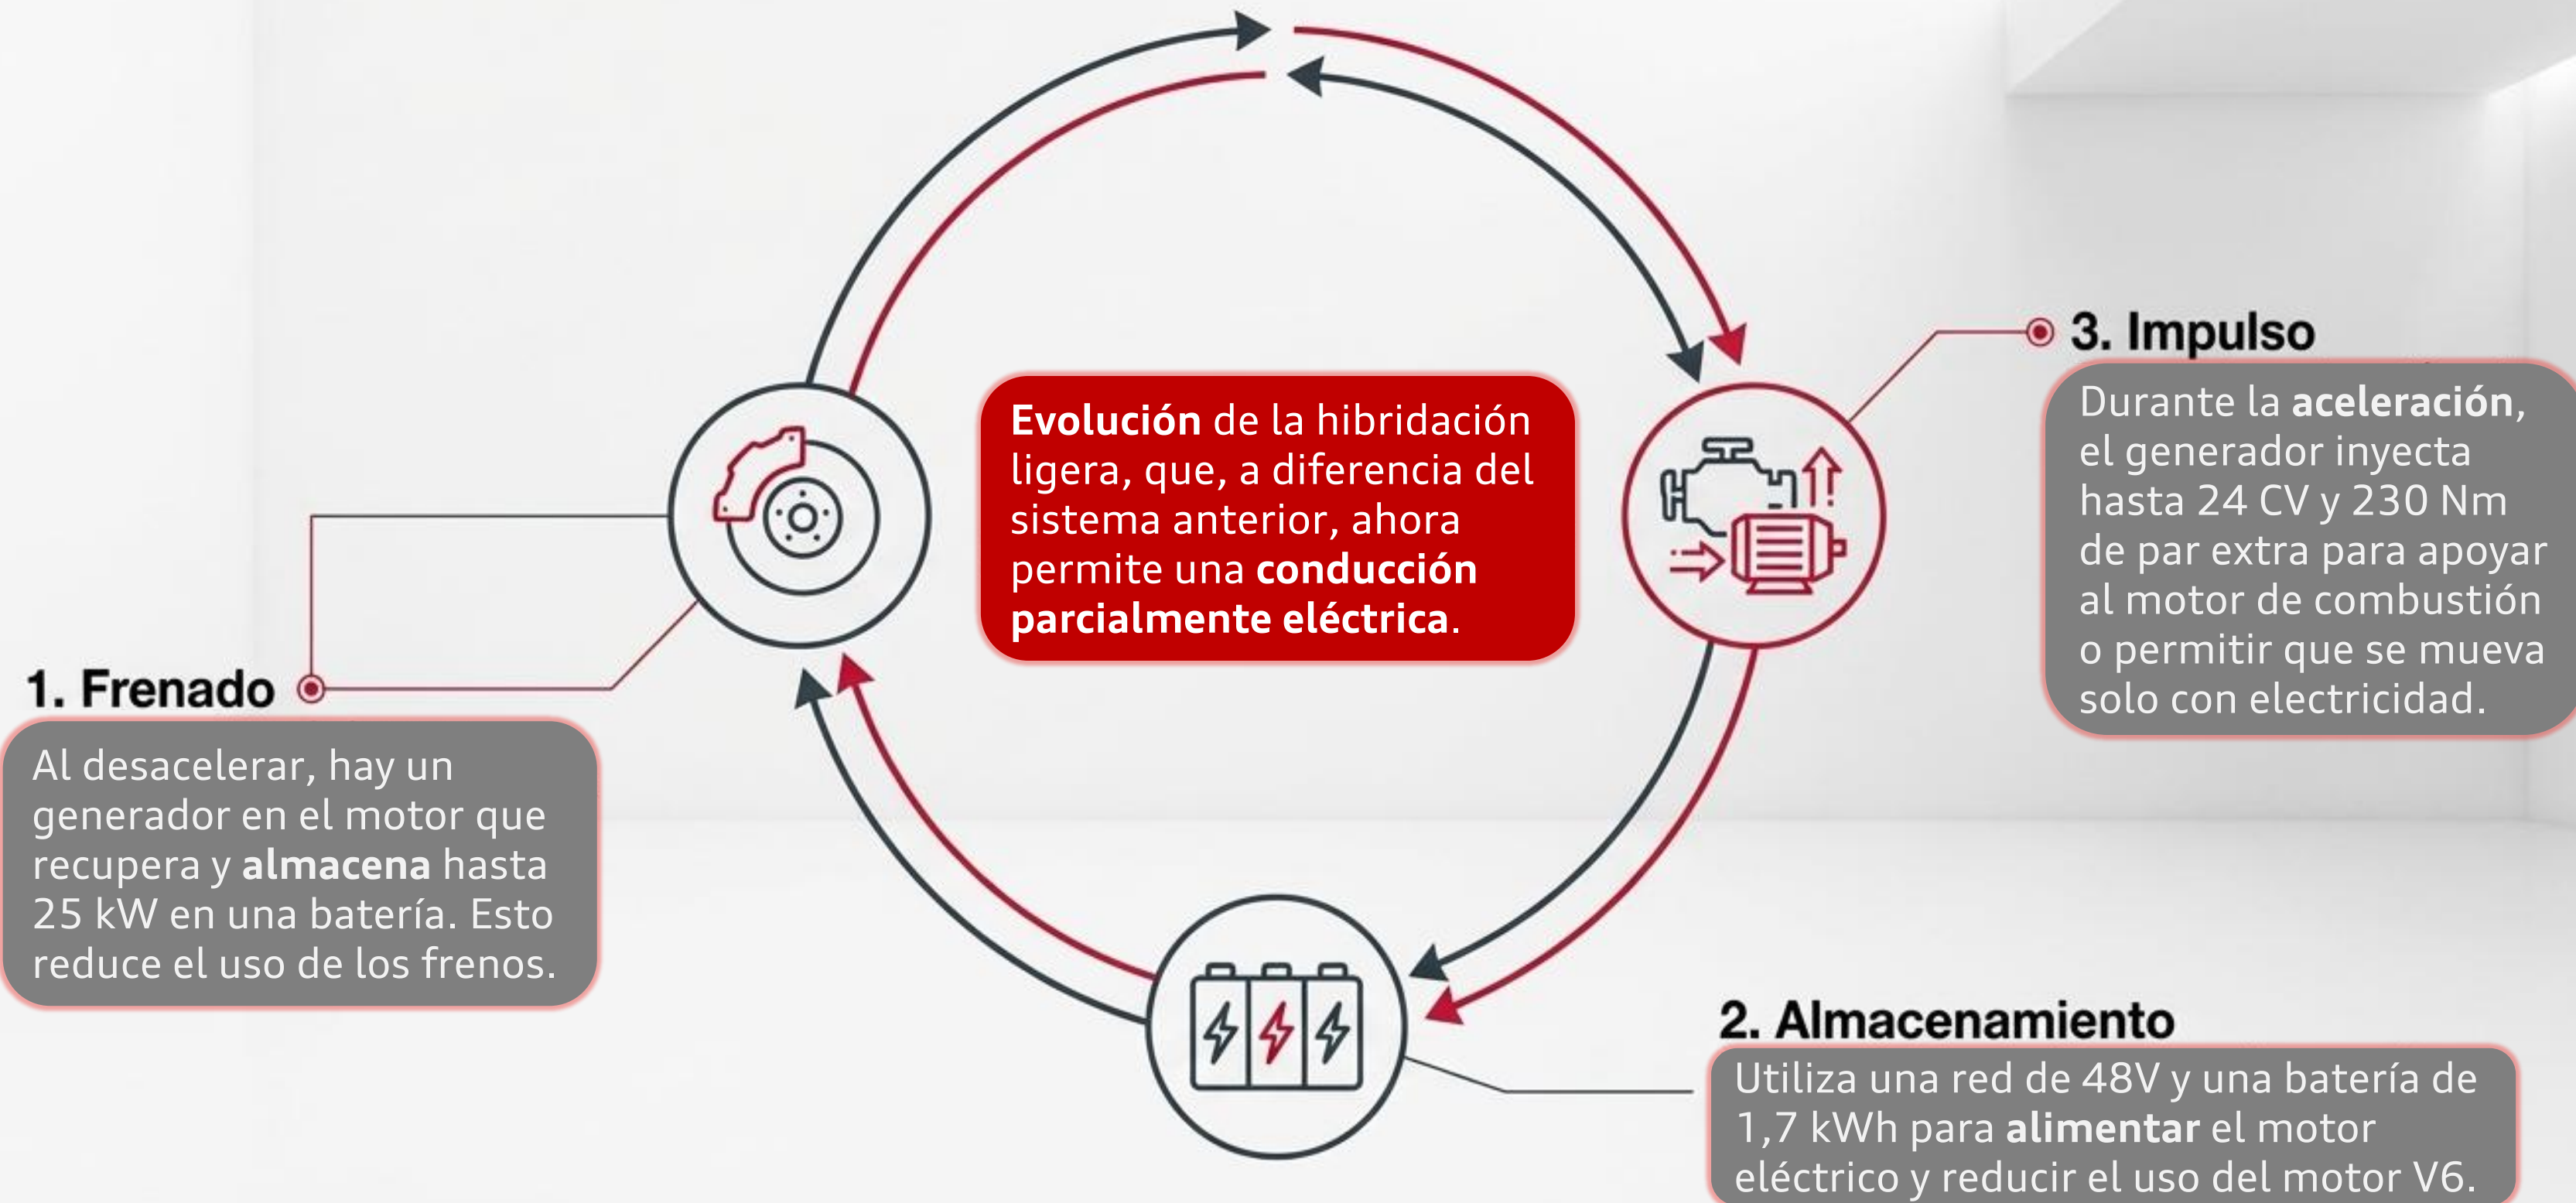 Evolución de la hibridación
ligera, que, a diferencia del
sistema anterior, ahora
permite una conducción
parcialmente eléctrica.
1. Frenado
Al desacelerar, hay un
generador en el motor que
recupera y almacena hasta
25 kW en una batería. Esto
reduce el uso de los frenos.
2. Almacenamiento
Utiliza una red de 48V y una batería de
1,7 kWh para alimentar el motor
eléctrico y reducir el uso del motor V6.
3. Impulso
Durante la aceleración,
el generador inyecta
hasta 24 CV y 230 Nm
de par extra para apoyar
al motor de combustión
o permitir que se mueva
solo con electricidad.